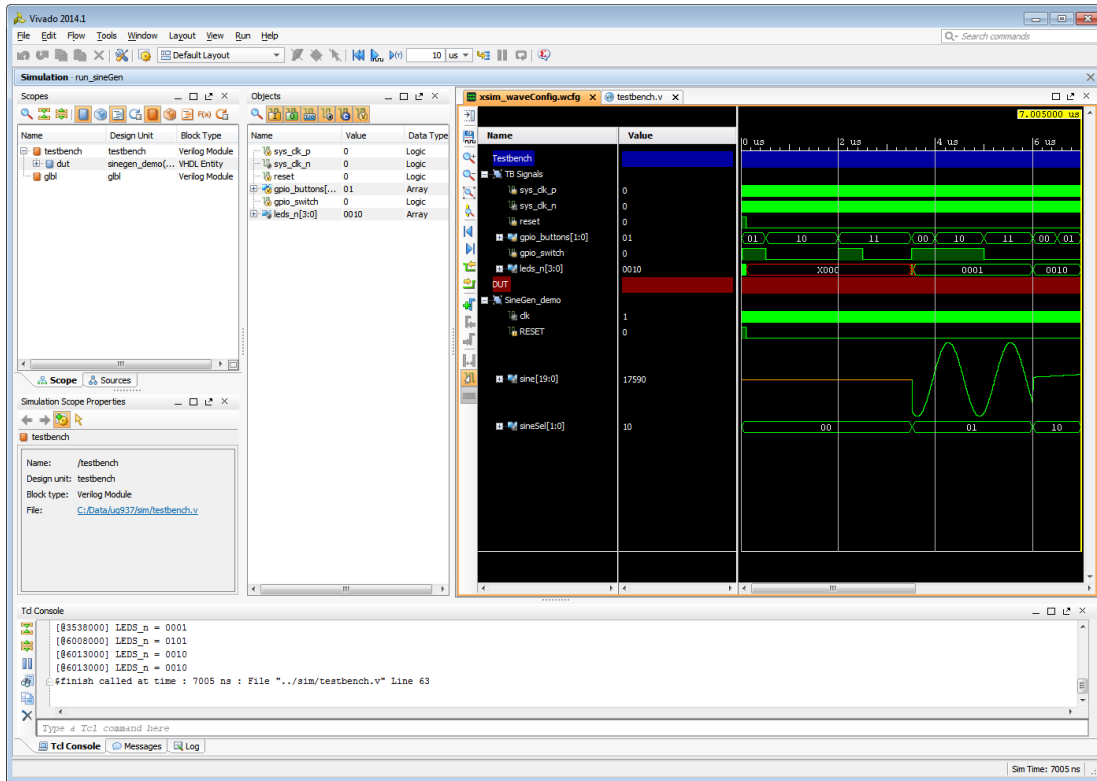 Vivado 2014.1
File Edit Flow Tools Window Layout View Run Help
Search commands
Default Layout
10 us
Simulation - run_sineGen
Scopes
Name Design Unit Block Type
testbench testbench Verilog Module
dut sinegen_demo(... VHDL Entity
glbl glbl Verilog Module
Scope Sources
Simulation Scope Properties
testbench
Name: /testbench
Design unit: testbench
Block type: Verilog Module
File: C:/Data/ug937/sim/testbench.v
Objects
Name Value Data Type
sys_clk_p 0 Logic
sys_clk_n 0 Logic
reset 0 Logic
gpio_buttons[... 01 Array
gpio_switch 0 Logic
leds_n[3:0] 0010 Array
xsim_waveConfig.wcfg testbench.v
7.005000 us
Name Value
0 us 2 us 4 us 6 us
Testbench
TB Signals
sys_clk_p 0
sys_clk_n 0
reset 0
gpio_buttons[1:0] 01 01 10 11 00 10 11 00 01
gpio_switch 0
leds_n[3:0] 0010 X000 0001 0010
DUT
SineGen_demo
clk 1
RESET 0
sine[19:0] 17590
sineSel[1:0] 10 00 01 10
Tcl Console
[@3538000] LEDS_n = 0001
[@6008000] LEDS_n = 0101
[@6013000] LEDS_n = 0010
[@6013000] LEDS_n = 0010
$finish called at time : 7005 ns : File "../sim/testbench.v" Line 63
Type a Tcl command here
Tcl Console Messages Log
Sim Time: 7005 ns